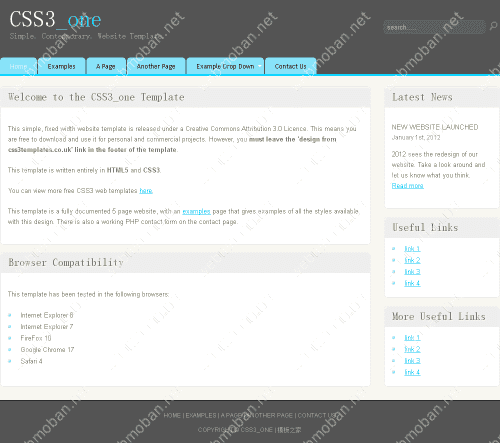 CSS3_one
Simple. Contemporary. Website Template.
search.....
Home Examples A Page Another Page Example Drop Down Contact Us
Welcome to the CSS3_one Template
This simple, fixed width website template is released under a Creative Commons Attribution 3.0 Licence. This means you
are free to download and use it for personal and commercial projects. However, you must leave the 'design from
css3templates.co.uk' link in the footer of the template.
This template is written entirely in HTML5 and CSS3.
You can view more free CSS3 web templates here.
This template is a fully documented 5 page website, with an examples page that gives examples of all the styles available
with this design. There is also a working PHP contact form on the contact page.
Browser Compatibility
This template has been tested in the following browsers:
Internet Explorer 8
Internet Explorer 7
FireFox 10
Google Chrome 17
Safari 4
Latest News
NEW WEBSITE LAUNCHED
January 1st, 2012
2012 sees the redesign of our
website. Take a look around and
let us know what you think.
Read more
Useful Links
link 1
link 2
link 3
link 4
More Useful Links
link 1
link 2
link 3
link 4
HOME | EXAMPLES | A PAGE | ANOTHER PAGE | CONTACT US
COPYRIGHT © CSS3_ONE | 模板之家